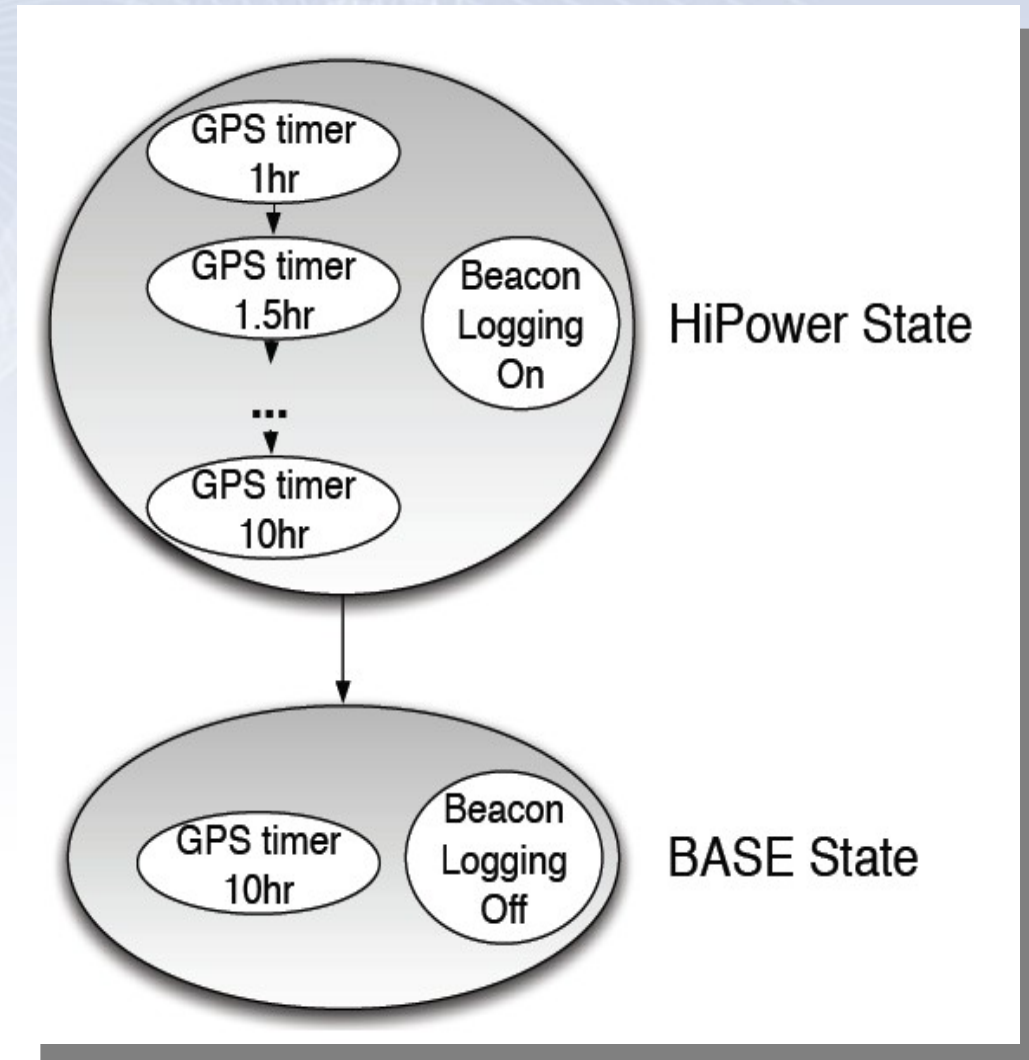 GPS timer
1hr
GPS timer
1.5hr
...
GPS timer
10hr
Beacon
Logging
On
HiPower State
GPS timer
10hr
Beacon
Logging
Off
BASE State